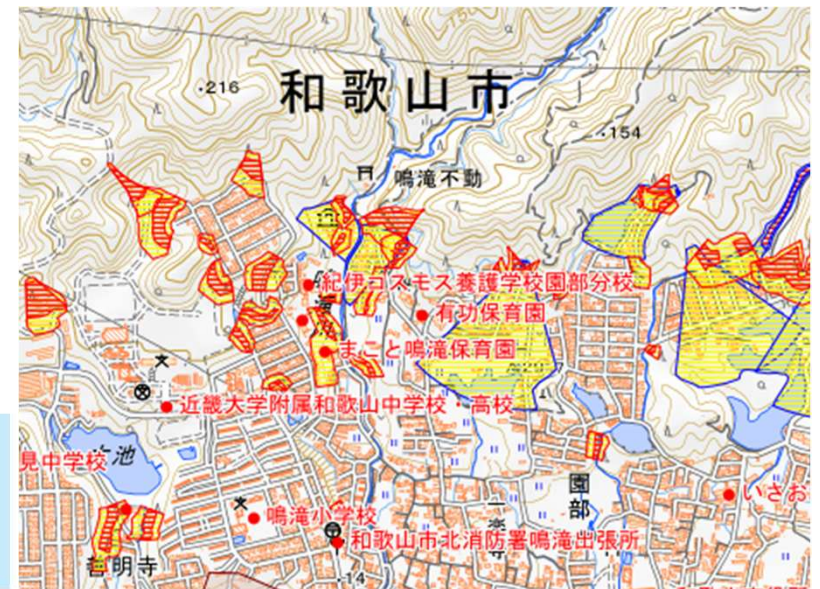 和歌山市
・216
・154
鳴滝不動
紀伊コスモス養護学校園部分校
有功保育園
まこと鳴滝保育園
近畿大学附属和歌山中学校・高校
見中学校
池
いさお
鳴滝小学校
園部
和歌山市北消防署鳴滝出張所
善明寺
・14